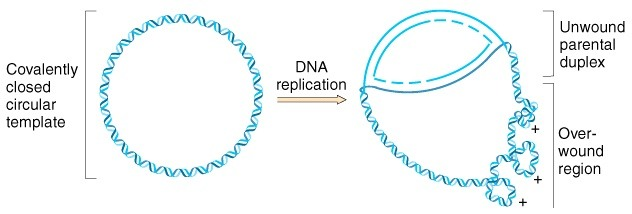 Covalently
closed
circular
template
DNA
replication
Unwound
parental
duplex
Over-
wound
region
+
+
+